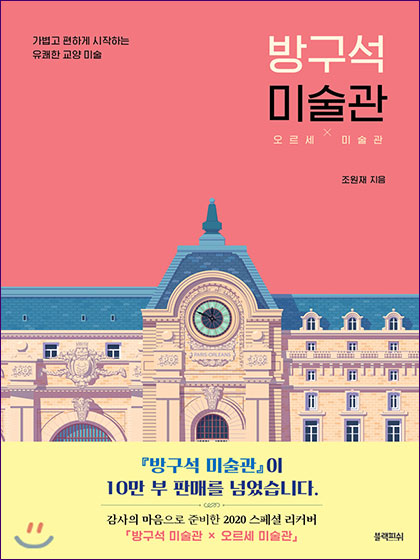 가볍고 편하게 시작하는
유쾌한 교양 미술
방구석
미술관
×
오르세 미술관
조원재 지음
PARIS-ORLEANS
『방구석 미술관』이
10만 부 판매를 넘었습니다.
감사의 마음으로 준비한 2020 스페셜 리커버
「방구석 미술관 × 오르세 미술관」
블랙피쉬